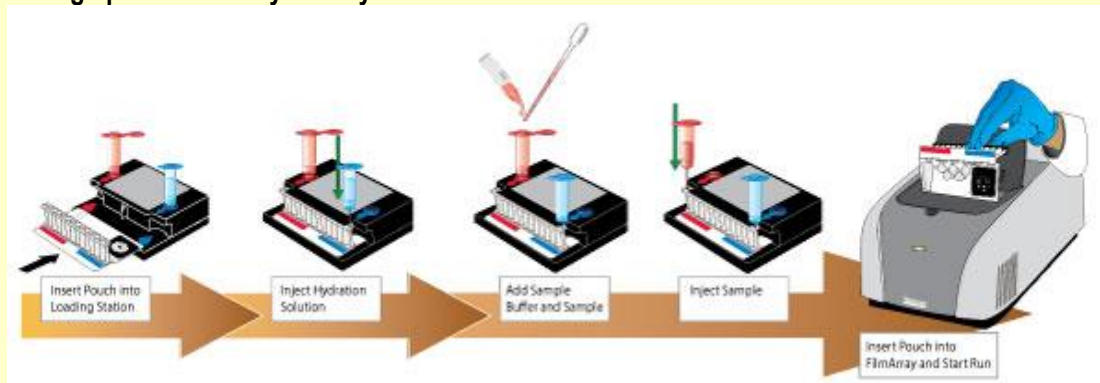 Insert Pouch into
Loading Station
Inject Hydration
Solution
Add Sample
Buffer and Sample
Inject Sample
Insert Pouch into
FilmArray and Start Run